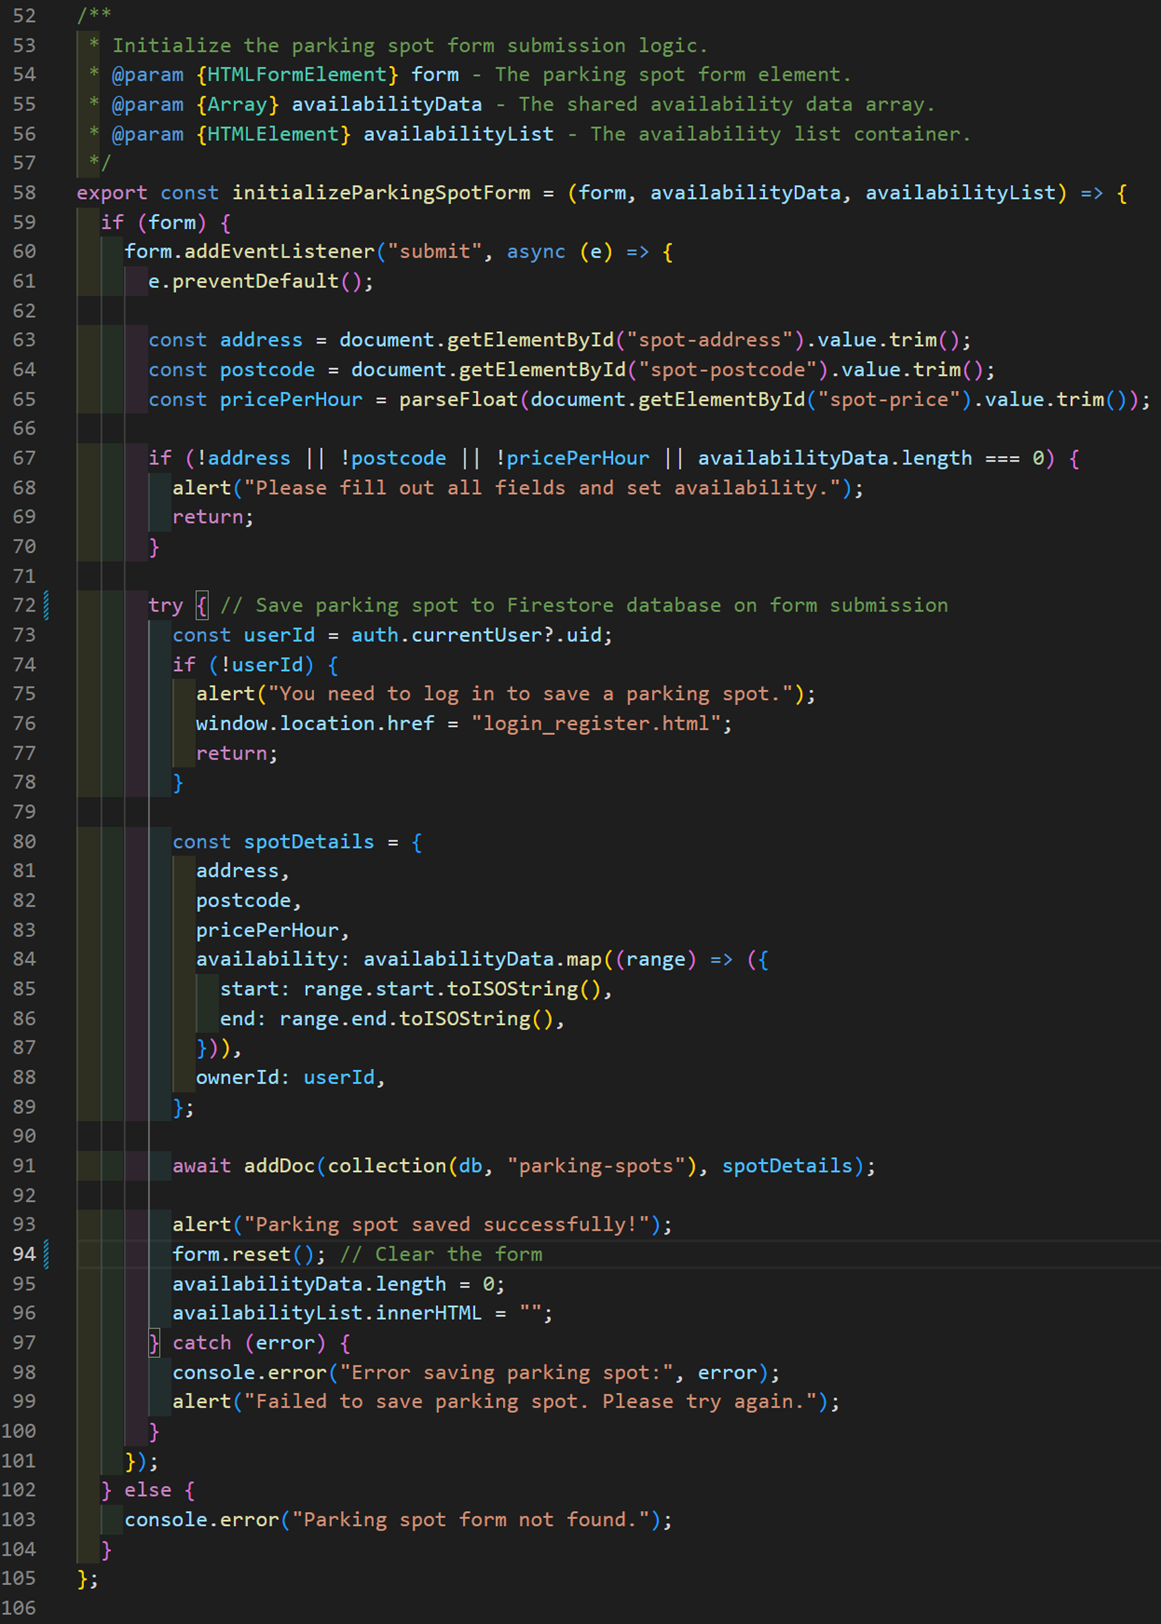 52 /**
53  * Initialize the parking spot form submission logic.
54  * @param {HTMLFormElement} form - The parking spot form element.
55  * @param {Array} availabilityData - The shared availability data array.
56  * @param {HTMLElement} availabilityList - The availability list container.
57  */
58 export const initializeParkingSpotForm = (form, availabilityData, availabilityList) => {
59   if (form) {
60     form.addEventListener("submit", async (e) => {
61       e.preventDefault();
62
63       const address = document.getElementById("spot-address").value.trim();
64       const postcode = document.getElementById("spot-postcode").value.trim();
65       const pricePerHour = parseFloat(document.getElementById("spot-price").value.trim());
66
67       if (!address || !postcode || !pricePerHour || availabilityData.length === 0) {
68         alert("Please fill out all fields and set availability.");
69         return;
70       }
71
72       try { // Save parking spot to Firestore database on form submission
73         const userId = auth.currentUser?.uid;
74         if (!userId) {
75           alert("You need to log in to save a parking spot.");
76           window.location.href = "login_register.html";
77           return;
78         }
79
80         const spotDetails = {
81           address,
82           postcode,
83           pricePerHour,
84           availability: availabilityData.map((range) => ({
85             start: range.start.toISOString(),
86             end: range.end.toISOString(),
87           })),
88           ownerId: userId,
89         };
90
91         await addDoc(collection(db, "parking-spots"), spotDetails);
92
93         alert("Parking spot saved successfully!");
94         form.reset(); // Clear the form
95         availabilityData.length = 0;
96         availabilityList.innerHTML = "";
97       } catch (error) {
98         console.error("Error saving parking spot:", error);
99         alert("Failed to save parking spot. Please try again.");
100       }
101     });
102   } else {
103     console.error("Parking spot form not found.");
104   }
105 };
106